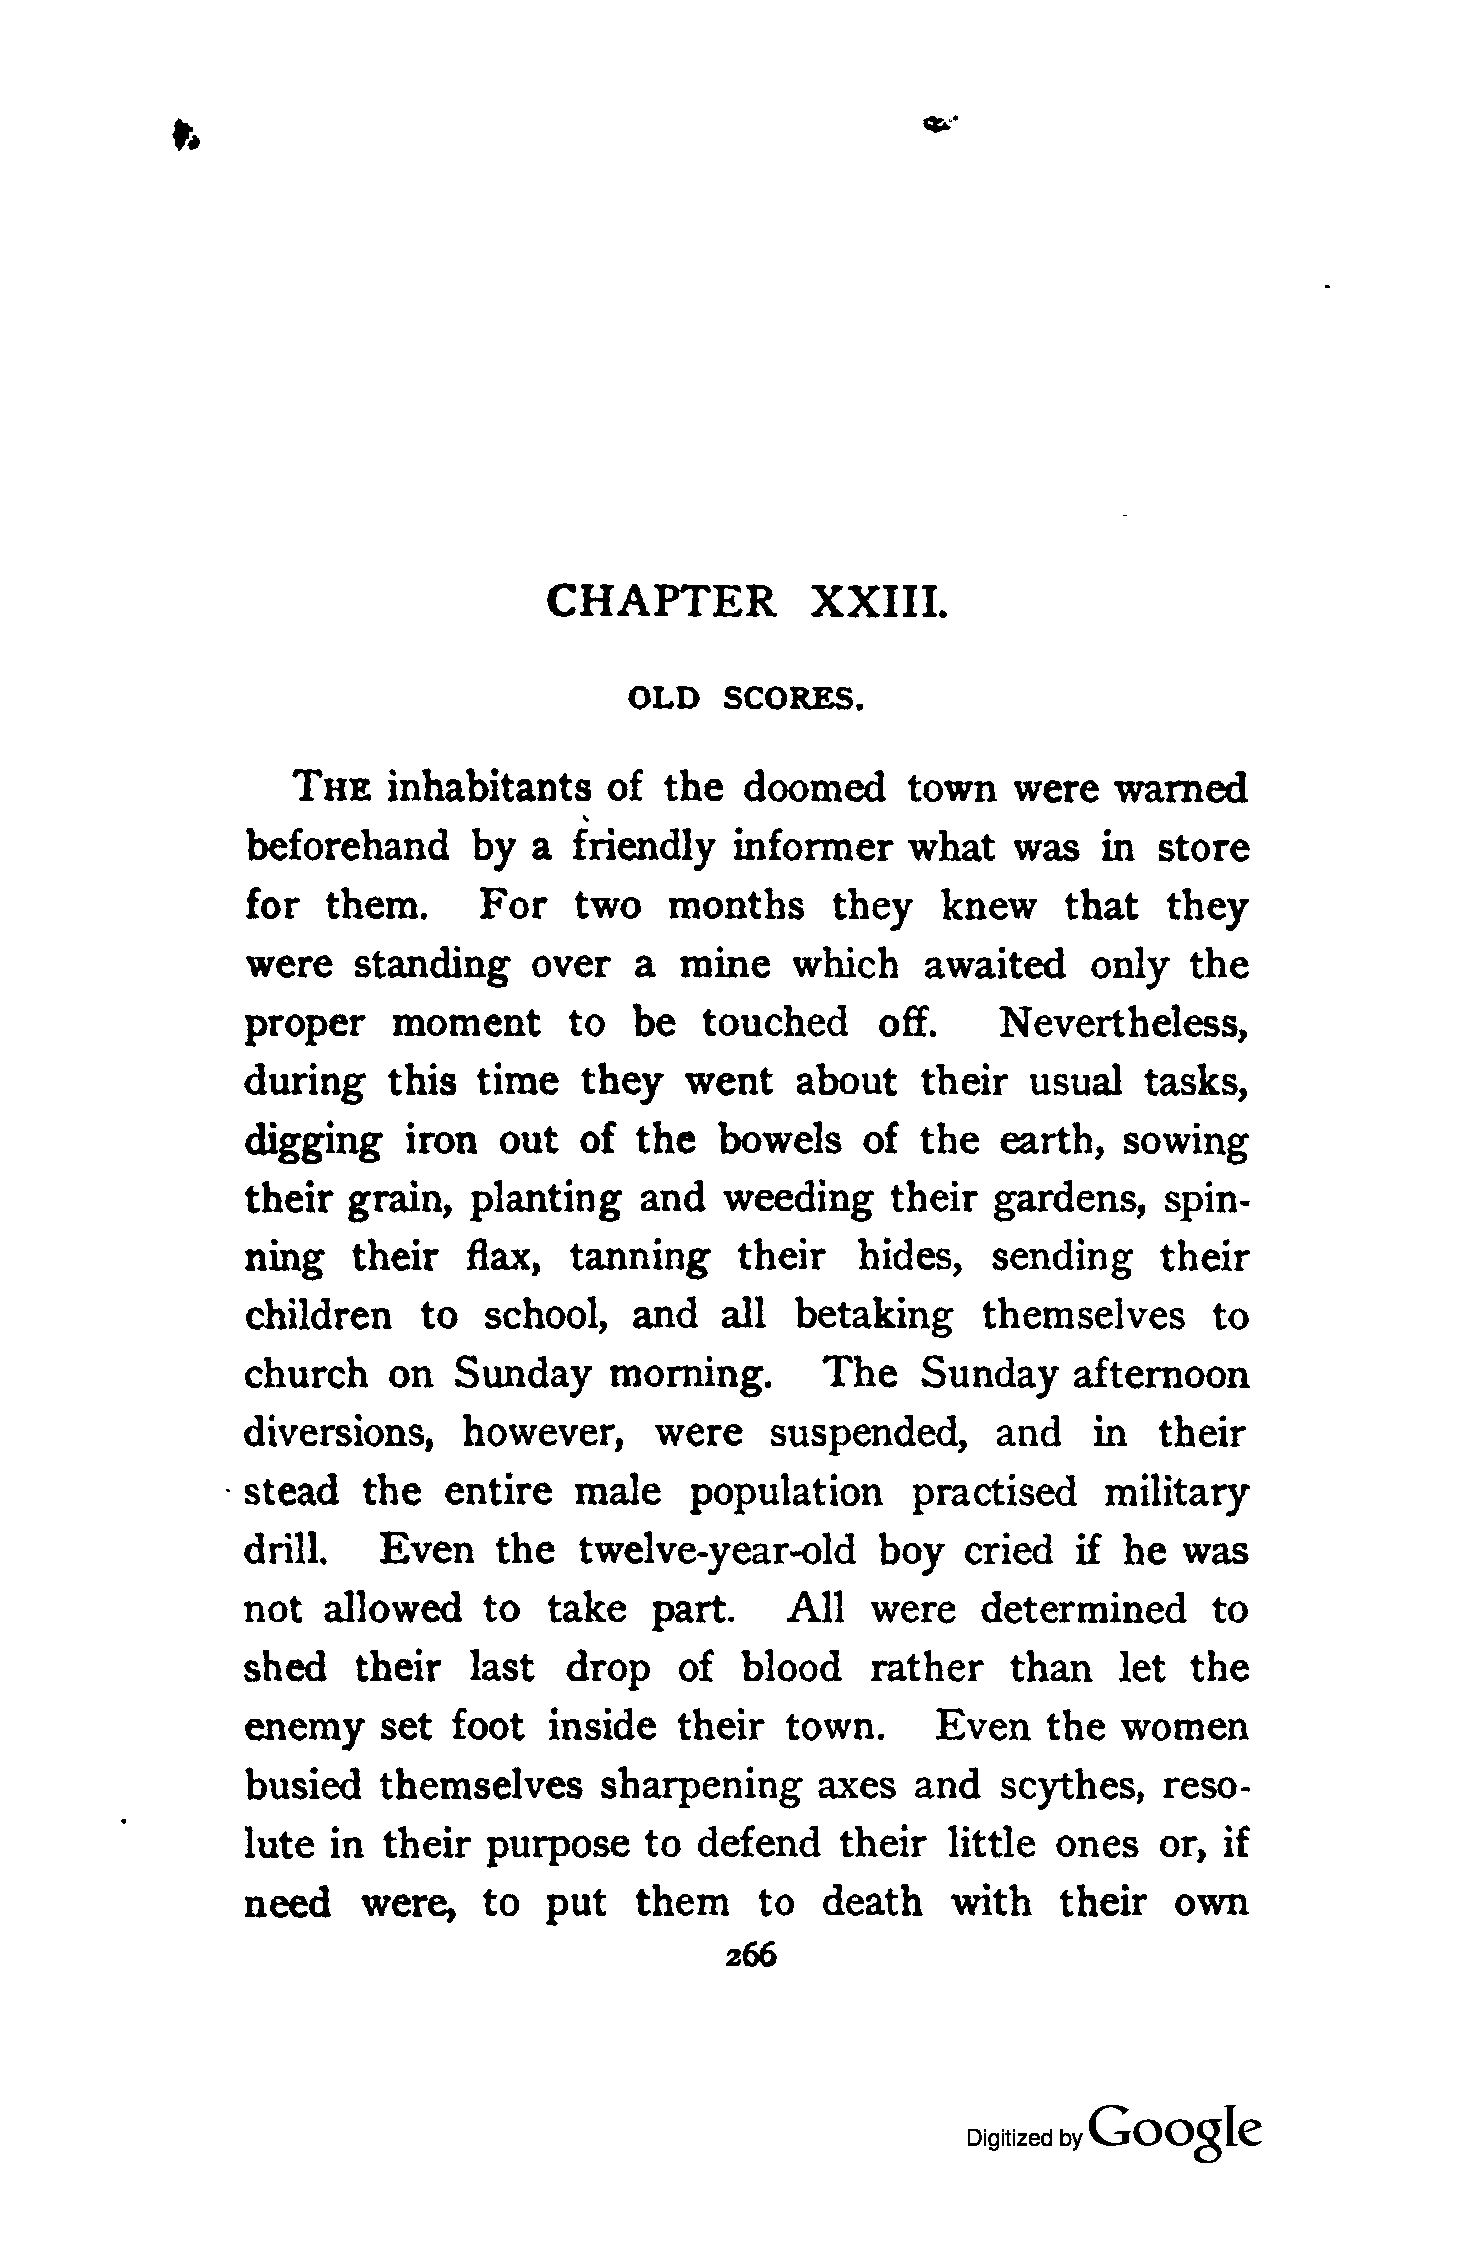 CHAPTER XXIII.
OLD SCORES.
THE inhabitants of the doomed town were warned
beforehand by a friendly informer what was in store
for them. For two months they knew that they
were standing over a mine which awaited only the
proper moment to be touched off. Nevertheless,
during this time they went about their usual tasks,
digging iron out of the bowels of the earth, sowing
their grain, planting and weeding their gardens, spin-
ning their flax, tanning their hides, sending their
children to school, and all betaking themselves to
church on Sunday morning. The Sunday afternoon
diversions, however, were suspended, and in their
stead the entire male population practised military
drill. Even the twelve-year-old boy cried if he was
not allowed to take part. All were determined to
shed their last drop of blood rather than let the
enemy set foot inside their town. Even the women
busied themselves sharpening axes and scythes, reso-
lute in their purpose to defend their little ones or, if
need were, to put them to death with their own
266
Digitized by Google